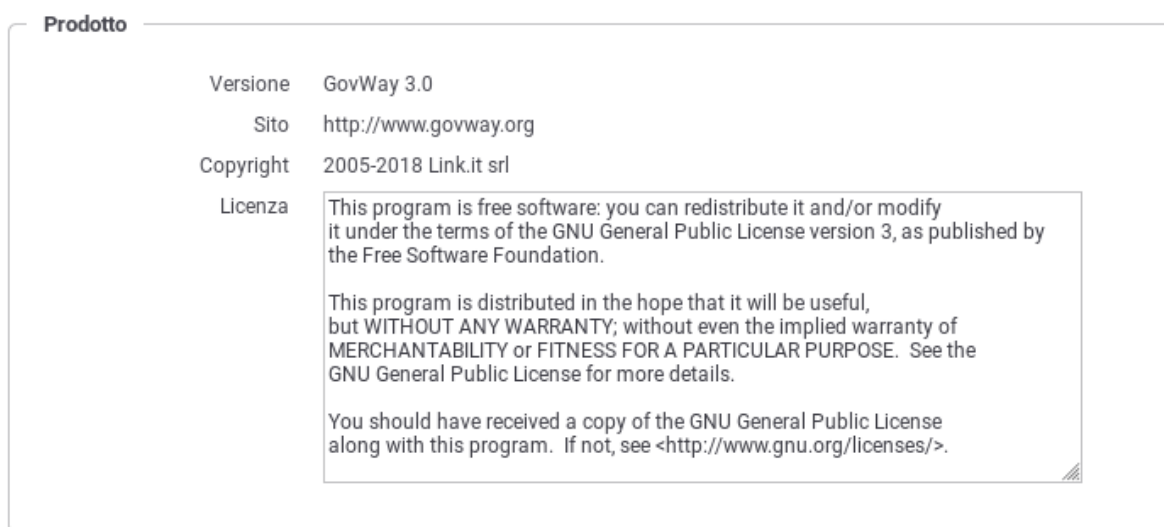 Prodotto
Versione GovWay 3.0
Sito http://www.govway.org
Copyright 2005-2018 Link.it srl
Licenza This program is free software: you can redistribute it and/or modify
it under the terms of the GNU General Public License version 3, as published by
the Free Software Foundation.
This program is distributed in the hope that it will be useful,
but WITHOUT ANY WARRANTY; without even the implied warranty of
MERCHANTABILITY or FITNESS FOR A PARTICULAR PURPOSE.  See the
GNU General Public License for more details.
You should have received a copy of the GNU General Public License
along with this program.  If not, see <http://www.gnu.org/licenses/>.